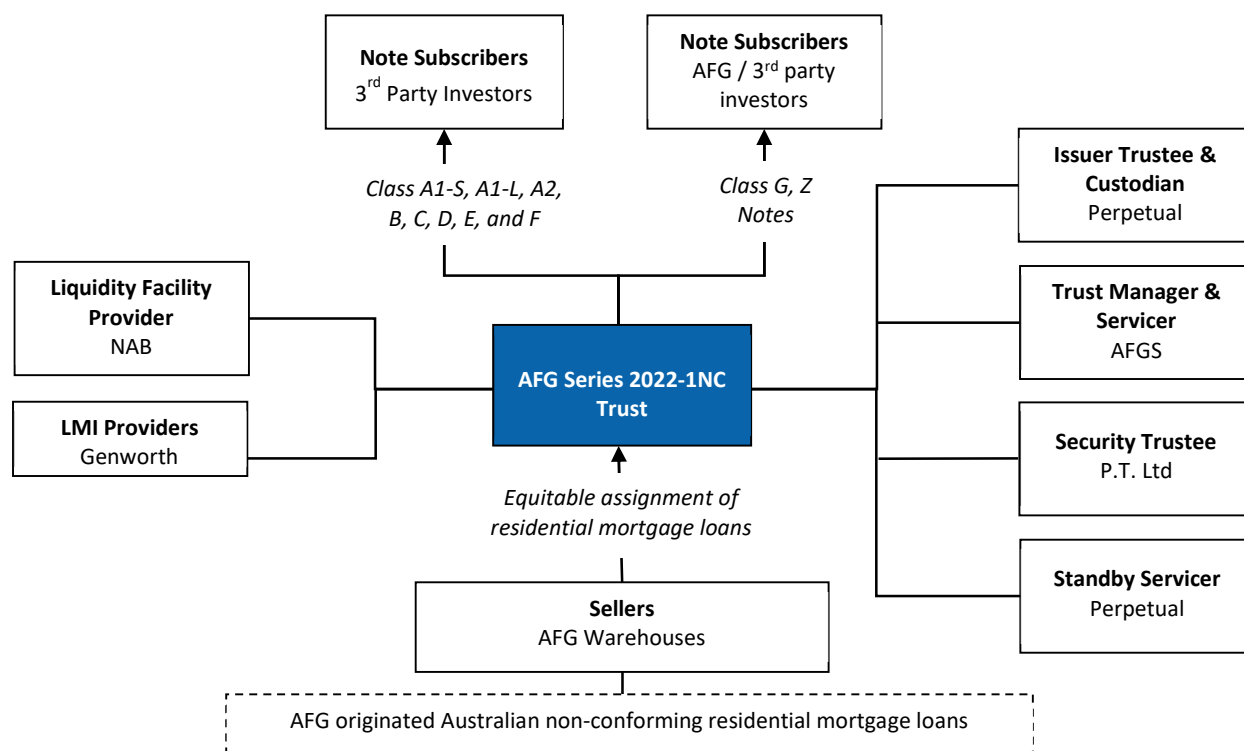 Note Subscribers
3rd Party Investors
Note Subscribers
AFG / 3rd party
investors
Class A1-S, A1-L, A2,
B, C, D, E, and F
Class G, Z
Notes
Issuer Trustee &
Custodian
Perpetual
Liquidity Facility
Provider
NAB
Trust Manager &
Servicer
AFGS
AFG Series 2022-1NC
Trust
LMI Providers
Genworth
Security Trustee
P.T. Ltd
Equitable assignment of
residential mortgage loans
Standby Servicer
Perpetual
Sellers
AFG Warehouses
AFG originated Australian non-conforming residential mortgage loans